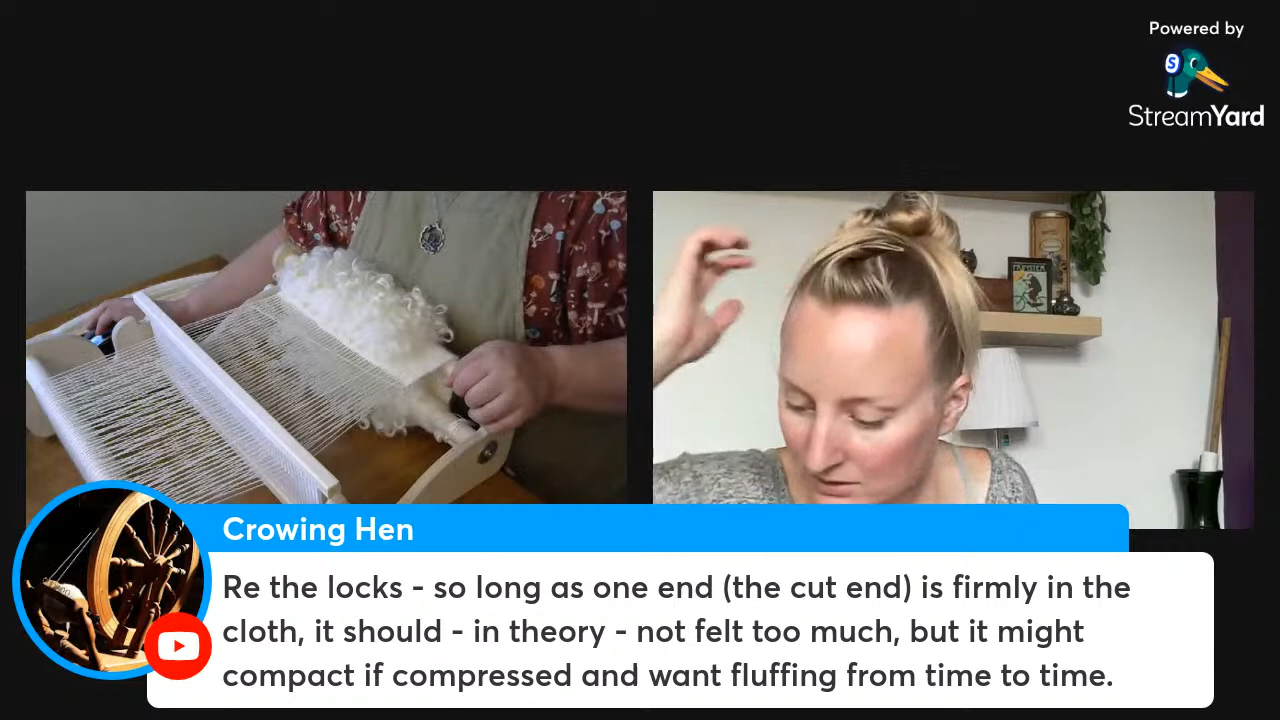 Powered by
StreamYard
Crowing Hen
Re the locks - so long as one end (the cut end) is firmly in the
cloth, it should - in theory - not felt too much, but it might
compact if compressed and want fluffing from time to time.